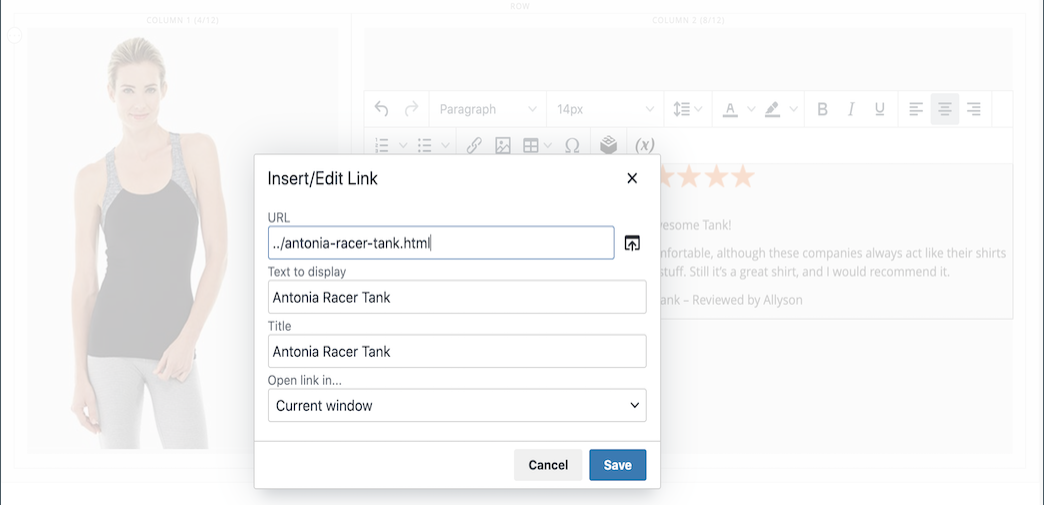 ROW
COLUMN 1 (4/12)
COLUMN 2 (8/12)
Paragraph
14px
A
B I U
Ω (x)
Insert/Edit Link
URL
../antonia-racer-tank.html
Text to display
Antonia Racer Tank
Title
Antonia Racer Tank
Open link in...
Current window
Cancel Save
esome Tank!
nfortable, although these companies always act like their shirts
stuff. Still it's a great shirt, and I would recommend it.
ank – Reviewed by Allyson